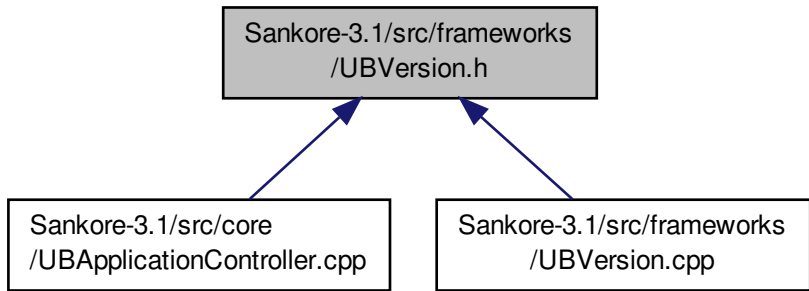 Sankore-3.1/src/frameworks
/UBVersion.h
Sankore-3.1/src/core
/UBApplicationController.cpp
Sankore-3.1/src/frameworks
/UBVersion.cpp